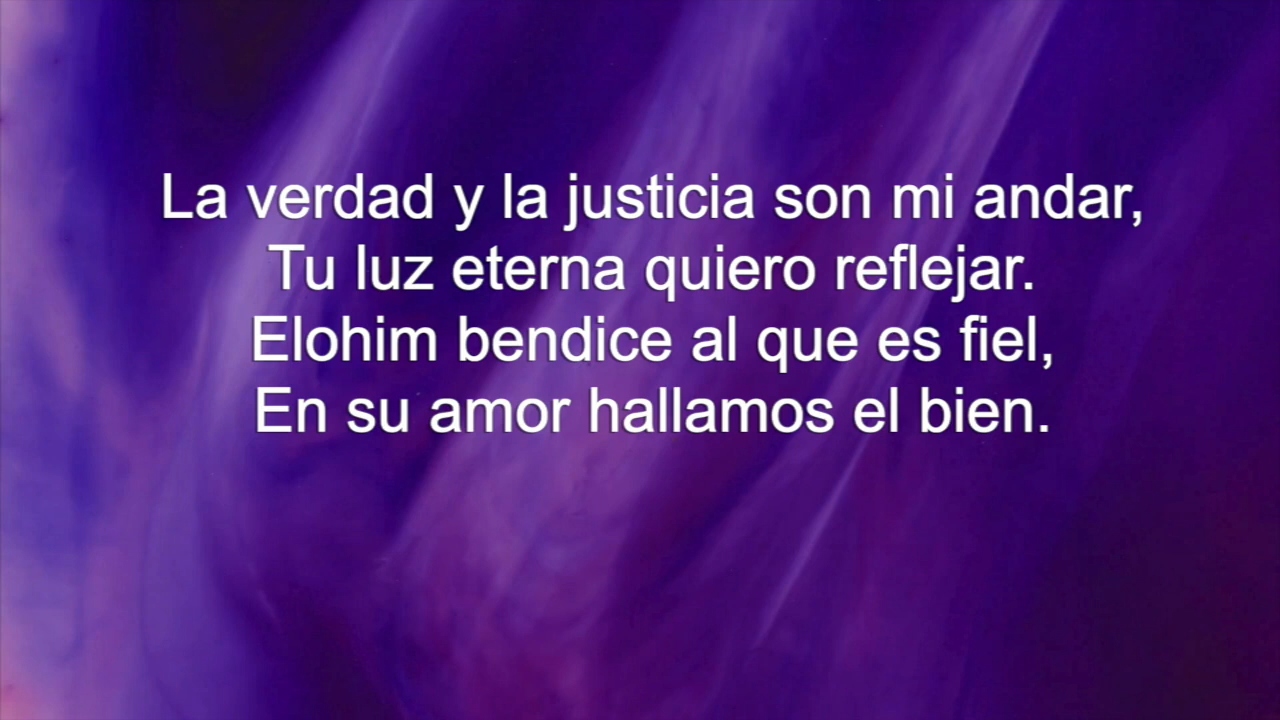 La verdad y la justicia son mi andar,
Tu luz eterna quiero reflejar.
Elohim bendice al que es fiel,
En su amor hallamos el bien.